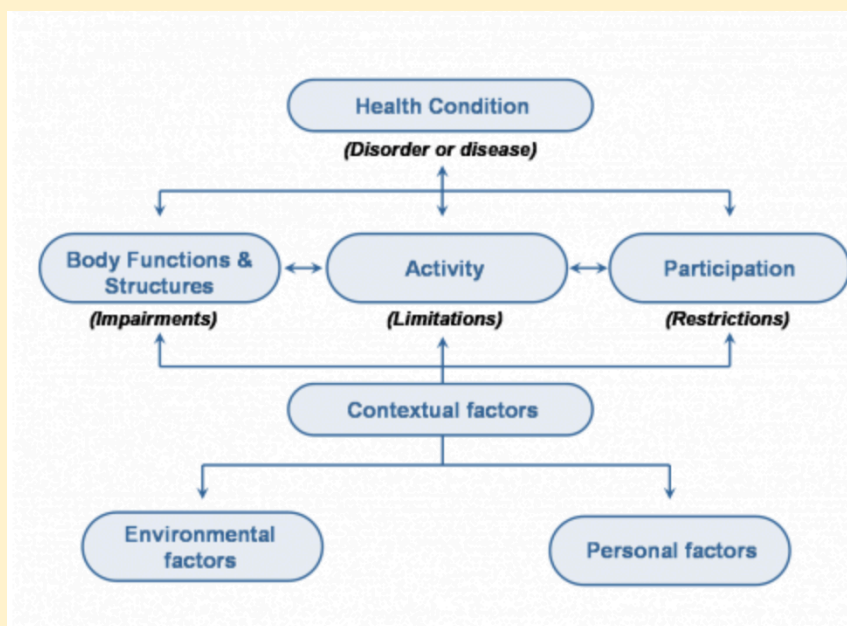 Health Condition
(Disorder or disease)
Body Functions &
Structures
Activity
Participation
(Impairments)
(Limitations)
(Restrictions)
Contextual factors
Environmental
factors
Personal factors